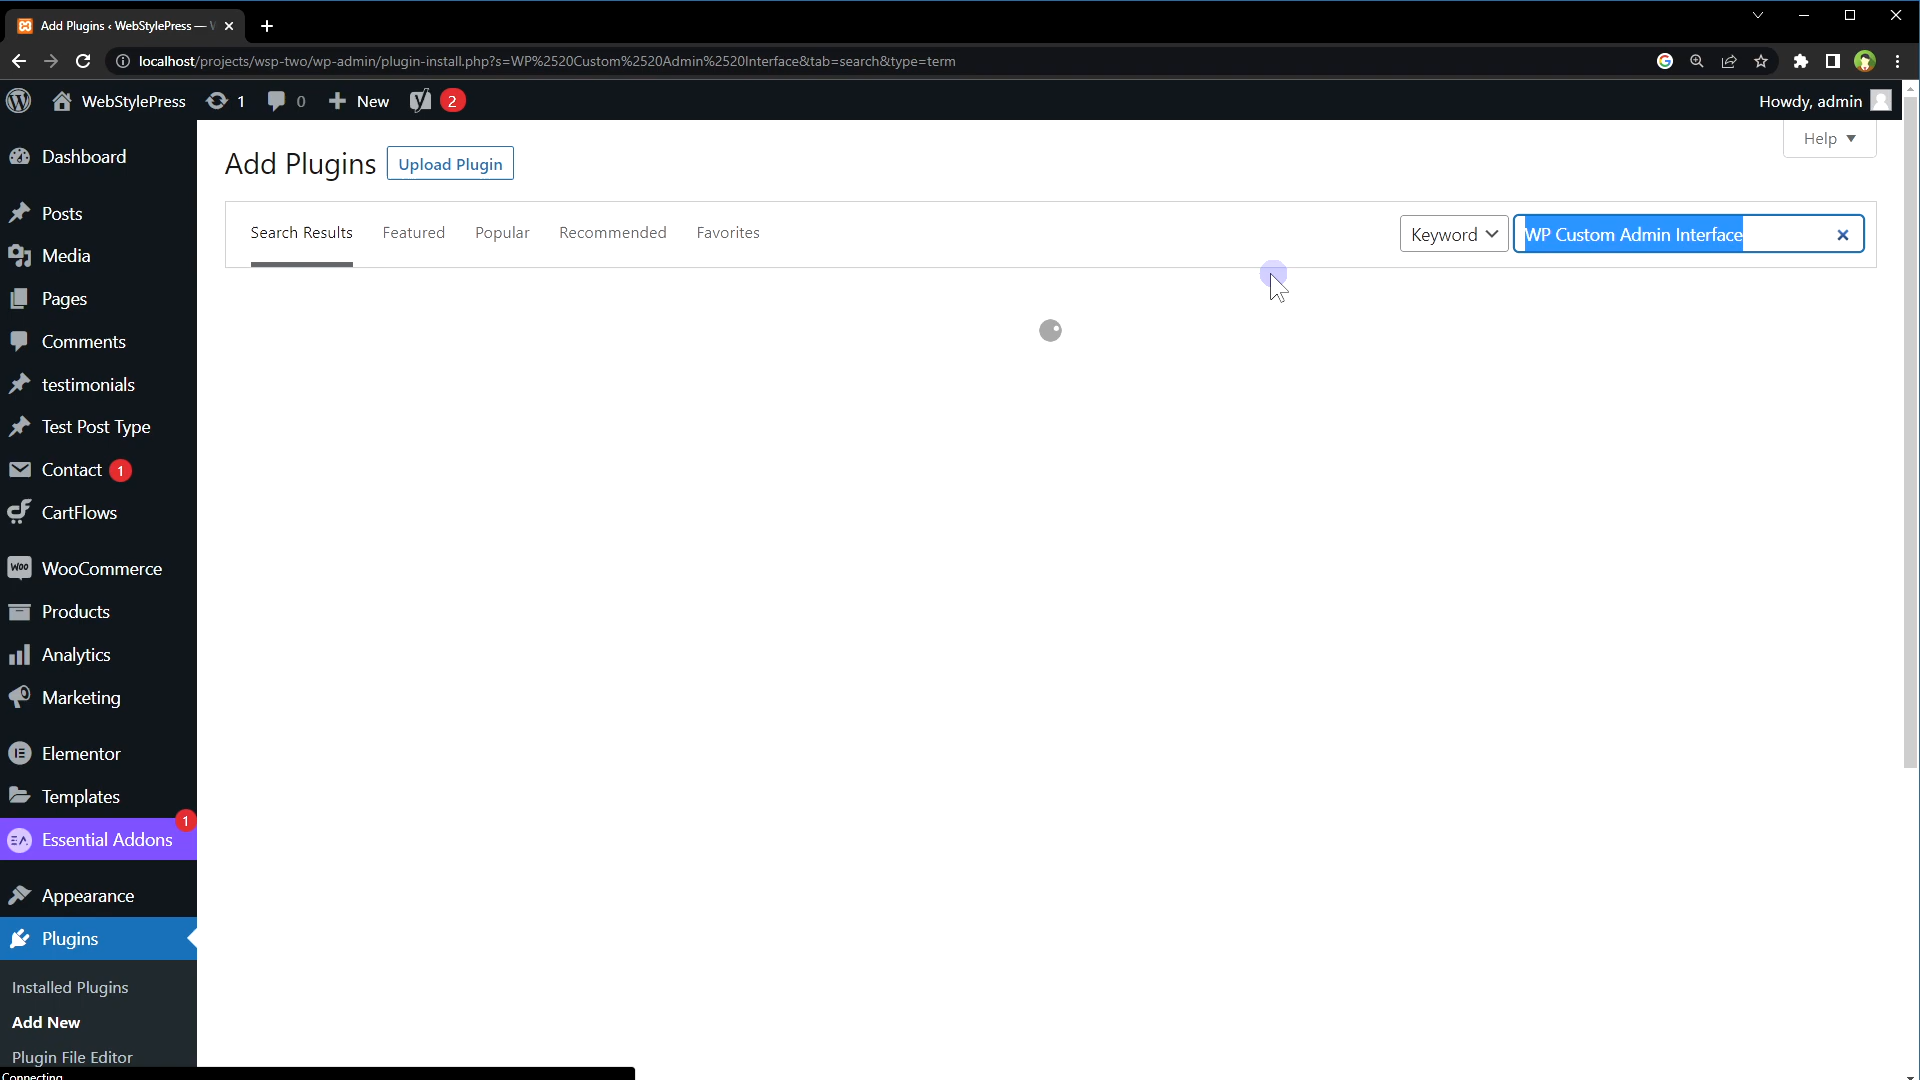 Add Plugins ‹ WebStylePress —
localhost/projects/wsp-two/wp-admin/plugin-install.php?s=WP%2520Custom%2520Admin%2520Interface&tab=search&type=term
WebStylePress 1 0 New 2
Howdy, admin
Help
Dashboard
Posts
Media
Pages
Comments
testimonials
Test Post Type
Contact 1
CartFlows
Woo WooCommerce
Products
Analytics
Marketing
Elementor
Templates
1
EA Essential Addons
Appearance
Plugins
Installed Plugins
Add New
Plugin File Editor
Connecting
Add Plugins Upload Plugin
Search Results Featured Popular Recommended Favorites
Keyword WP Custom Admin Interface